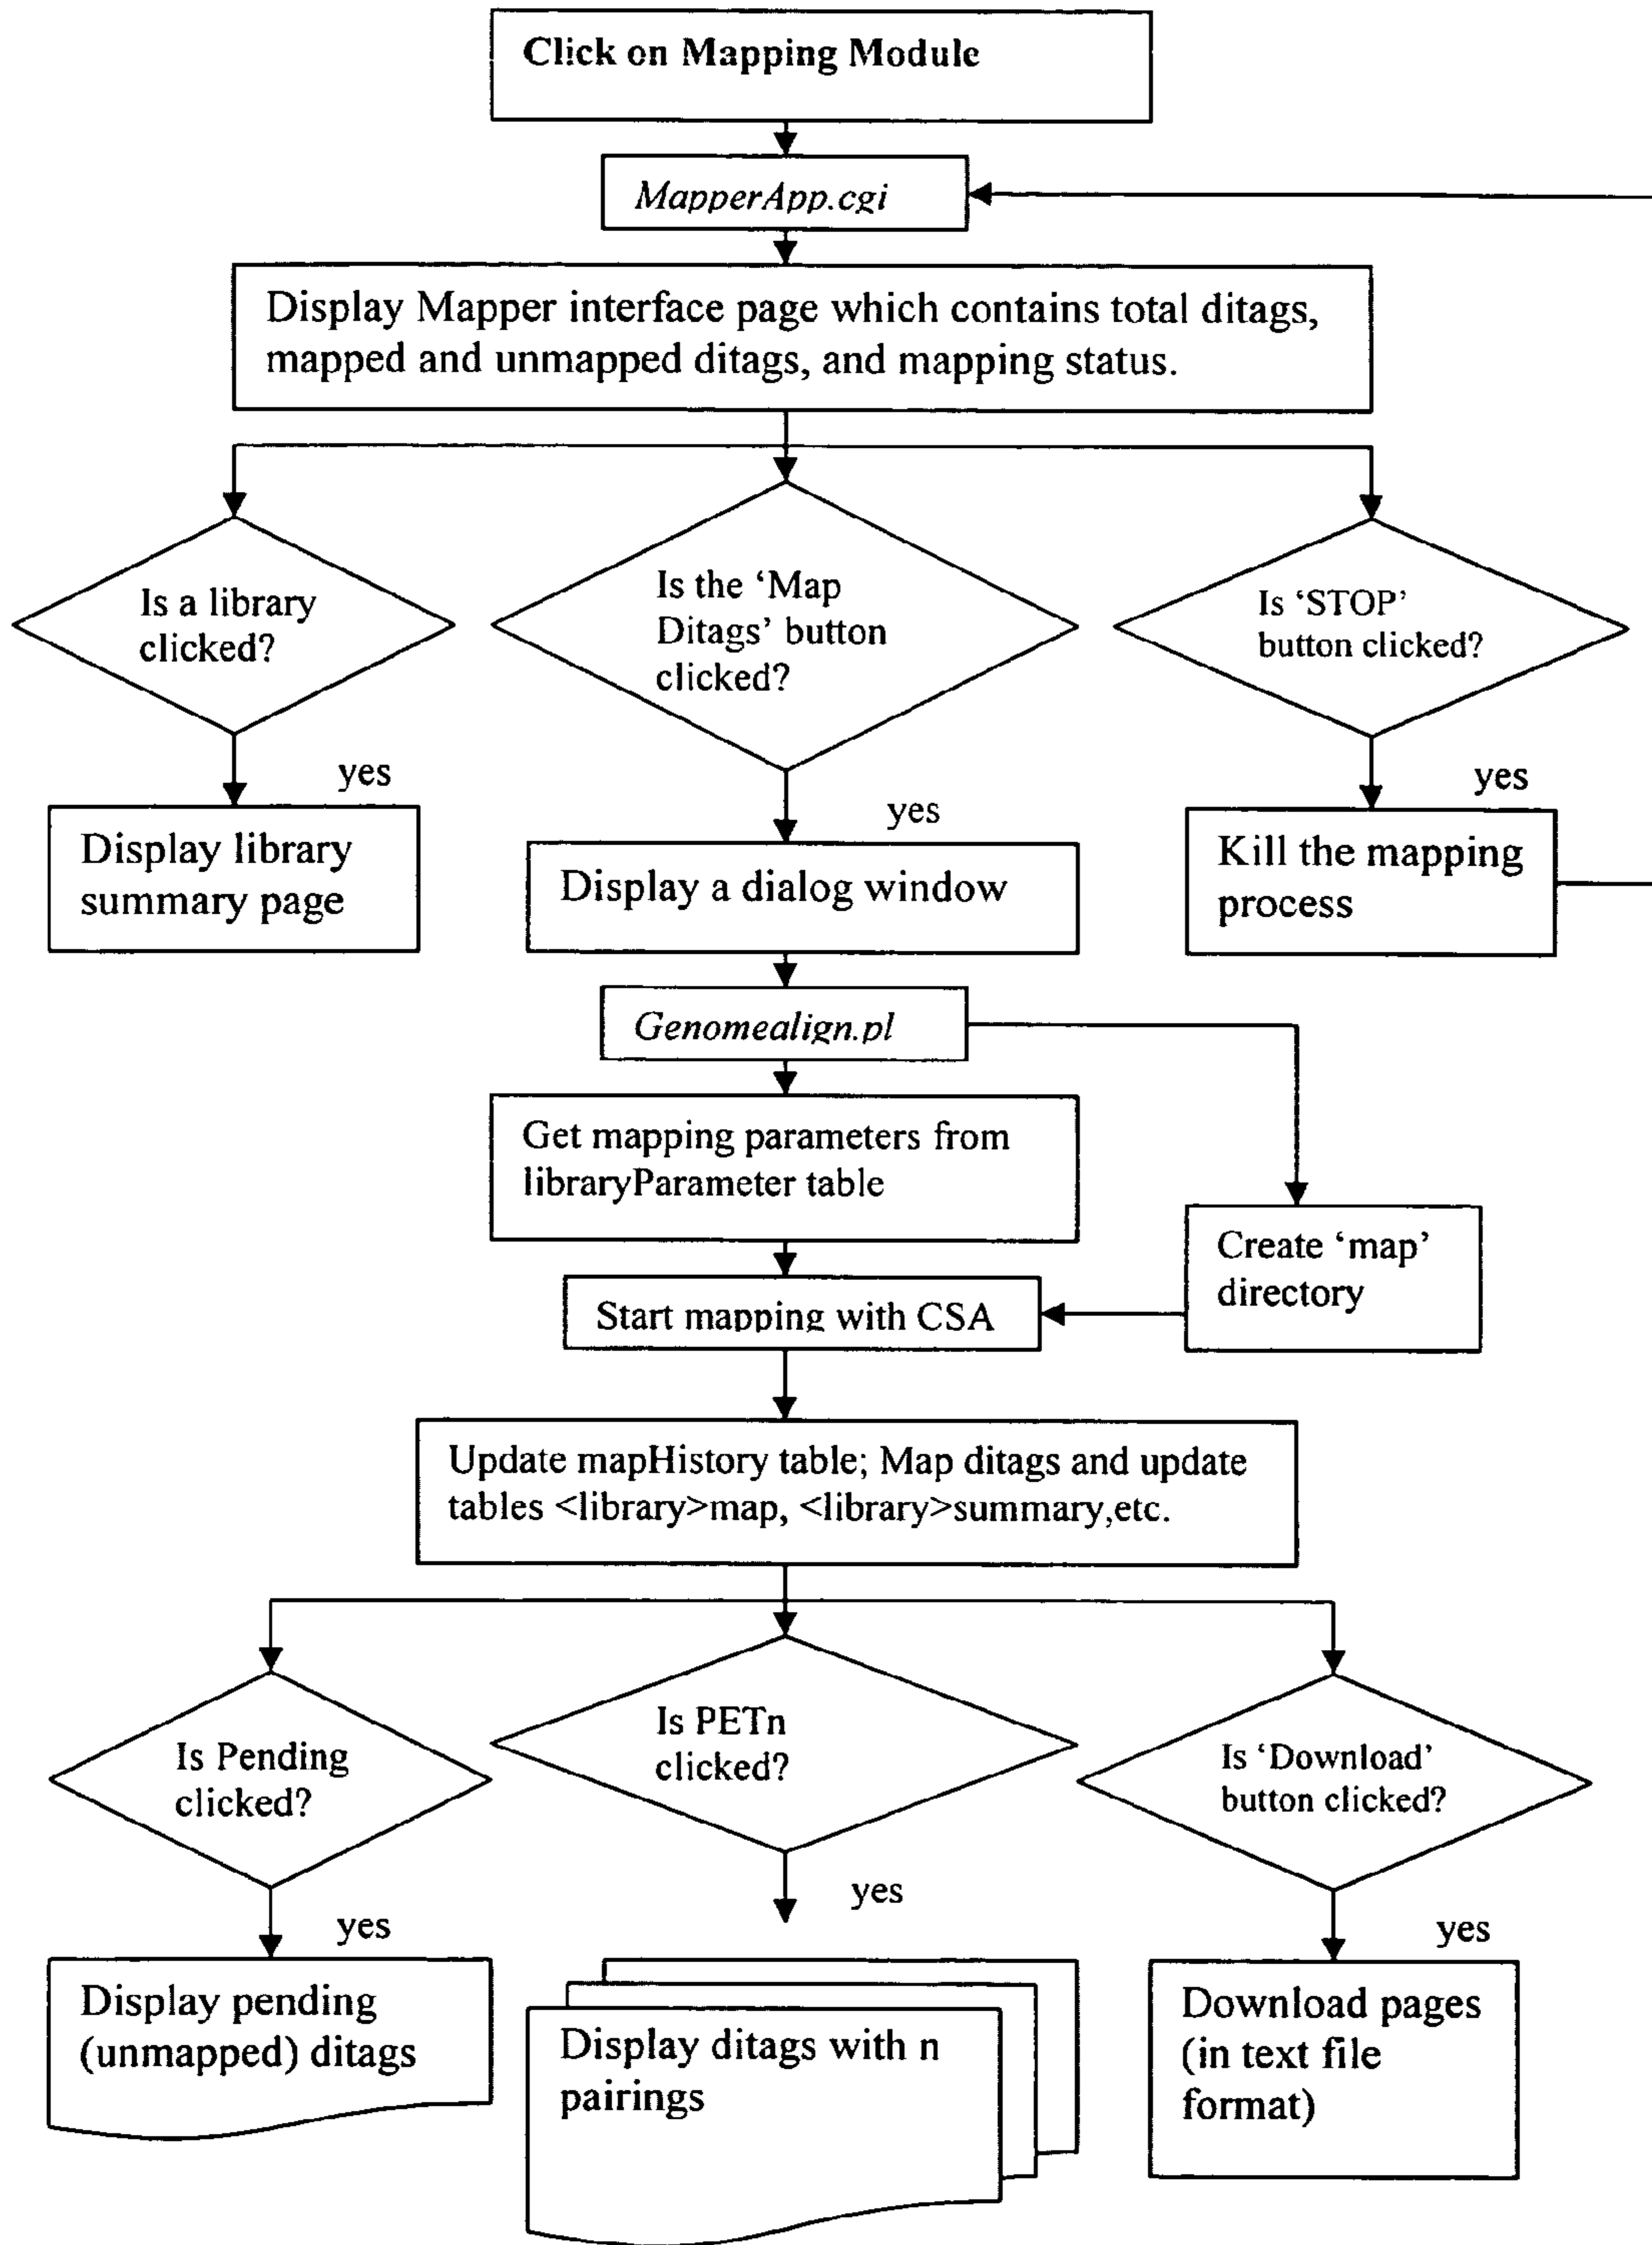 Click on Mapping Module
MapperApp.cgi
Display Mapper interface page which contains total ditags,
mapped and unmapped ditags, and mapping status.
Is a library
clicked?
Is the ‘Map
Ditags’ button
clicked?
Is ‘STOP’
button clicked?
yes
yes
yes
Display library
summary page
Display a dialog window
Kill the mapping
process
Genomealign.pl
Get mapping parameters from
libraryParameter table
Create ‘map’
directory
Start mapping with CSA
Update mapHistory table; Map ditags and update
tables <library>map, <library>summary,etc.
Is Pending
clicked?
Is PETn
clicked?
Is ‘Download’
button clicked?
yes
yes
yes
Display pending
(unmapped) ditags
Display ditags with n
pairings
Download pages
(in text file
format)